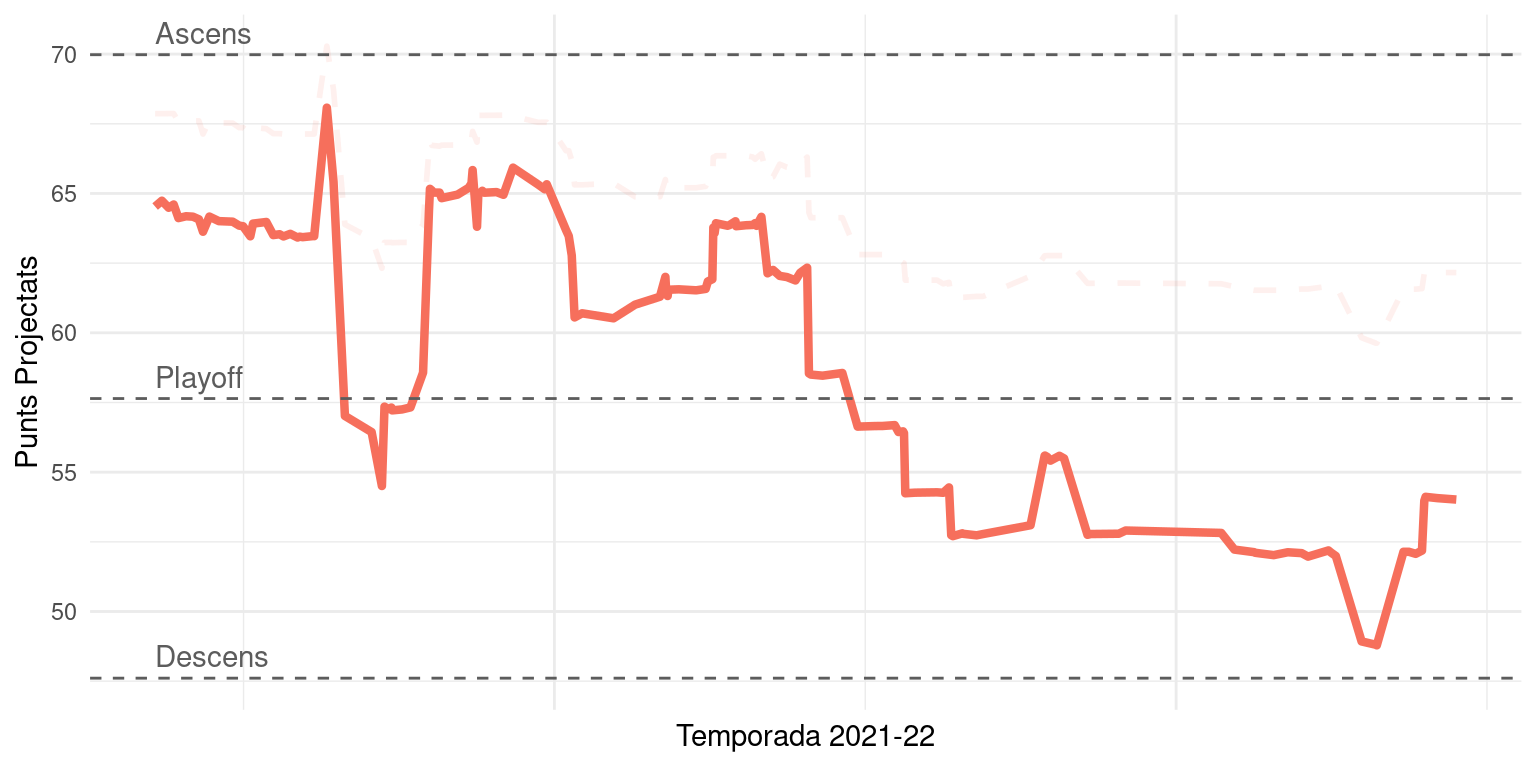 Ascens
70
65
60
Playoff
55
50
Descens
Punts Projectats
Temporada 2021-22